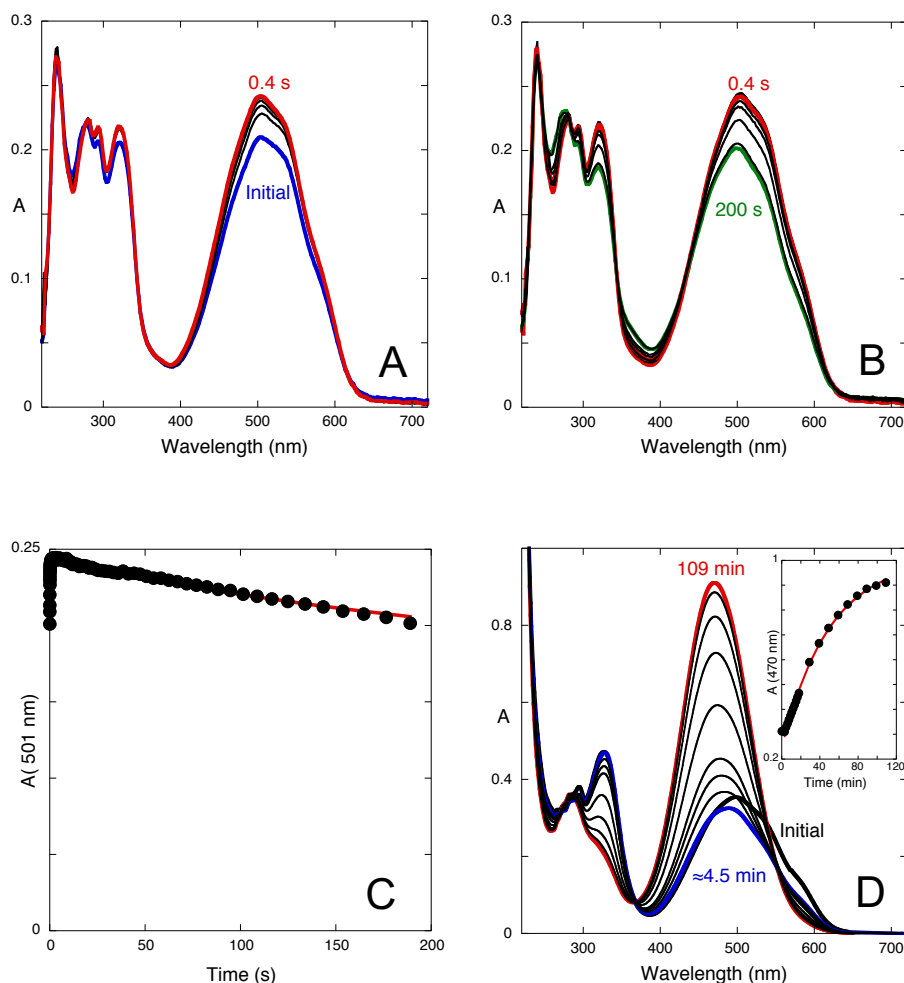 0.3
0.2
A
0.1
0
0.4 s
Initial
A
300 400 500 600 700
Wavelength (nm)
0.3
0.2
A
0.1
0
0.4 s
200 s
B
300 400 500 600 700
Wavelength (nm)
0.25
A( 501 nm)
0
C
0 50 100 150 200
Time (s)
0.8
A
0.4
0
109 min
≈4.5 min
Initial
D
300 400 500 600 700
Wavelength (nm)
1
A (470 nm)
0.2
0 40 80 120
Time (min)